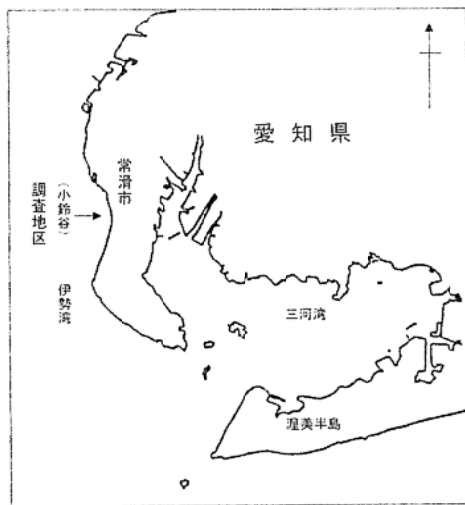 愛知県
常滑市
(小鈴谷)
調査地区
伊勢湾
三河湾
渥美半島